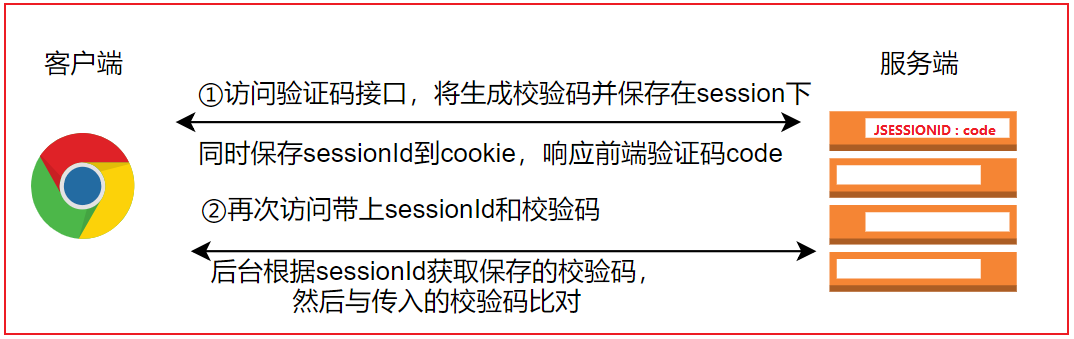 客户端
服务端
①访问验证码接口，将生成校验码并保存在session下
JSESSIONID : code
同时保存sessionId到cookie，响应前端验证码code
②再次访问带上sessionId和校验码
后台根据sessionId获取保存的校验码，
然后与传入的校验码比对